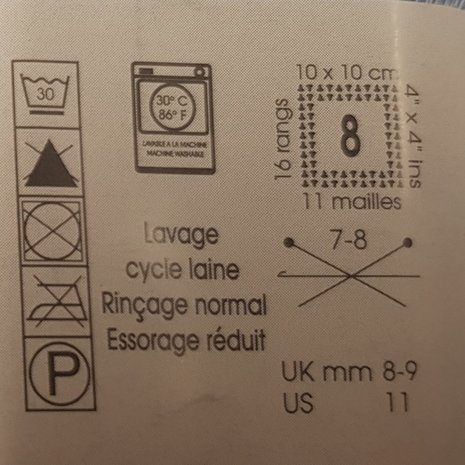 30
30° C
86° F
LAVABLE A LA MACHINE
MACHINE WASHABLE
P
Lavage
cycle laine
Rinçage normal
Essorage réduit
10 x 10 cm
4" x 4" ins
16 rangs
8
11 mailles
7-8
UK mm 8-9
US 11